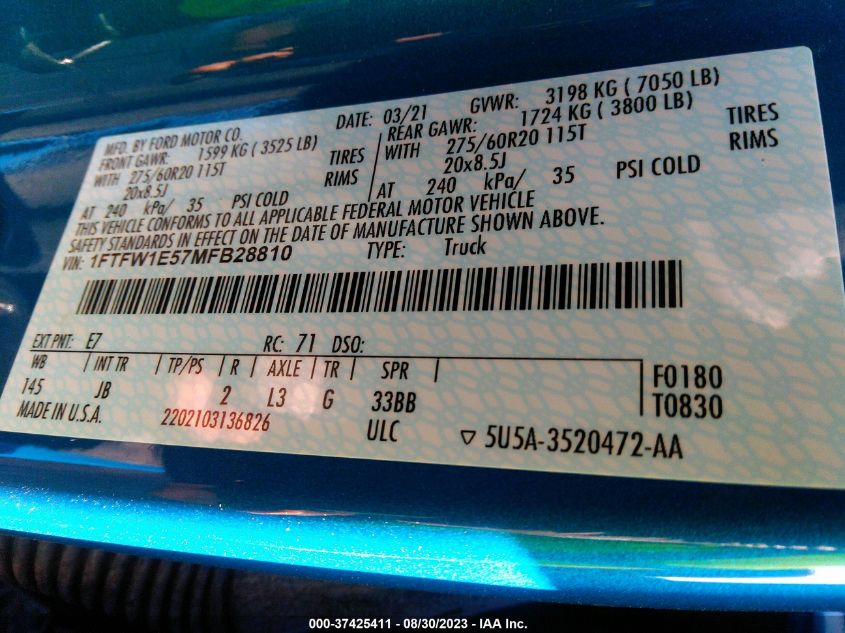 MFD. BY FORD MOTOR CO.
DATE: 03/21 GVWR: 3198 KG ( 7050 LB)
FRONT GAWR: 1599 KG ( 3525 LB)
REAR GAWR: 1724 KG ( 3800 LB)
WITH 275/60R20 115T TIRES
WITH 275/60R20 115T TIRES
20x8.5J RIMS
20x8.5J RIMS
AT 240 kPa/ 35 PSI COLD
AT 240 kPa/ 35 PSI COLD
THIS VEHICLE CONFORMS TO ALL APPLICABLE FEDERAL MOTOR VEHICLE
SAFETY STANDARDS IN EFFECT ON THE DATE OF MANUFACTURE SHOWN ABOVE.
VIN: 1FTFW1E57MFB28810 TYPE: Truck
EXT PNT: E7 RC: 71 DSO:
WB | INT TR | TP/PS | R | AXLE | TR | SPR
145 JB 2 L3 G 33BB
F0180
T0830
MADE IN U.S.A. 2202103136826 ULC ▽ 5U5A-3520472-AA
000-37425411 - 08/30/2023 - IAA Inc.